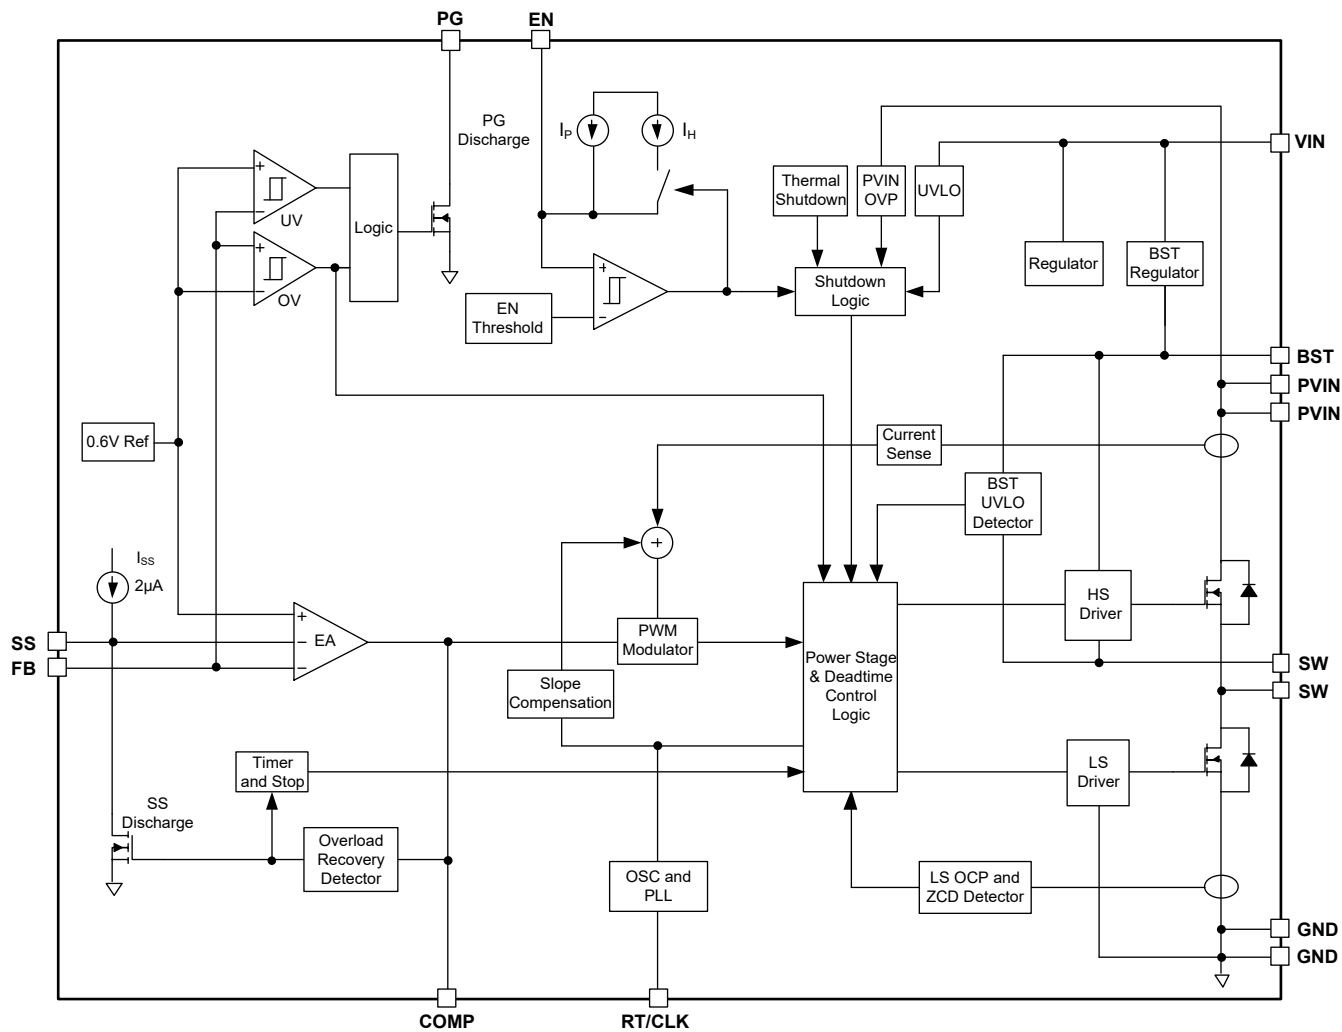 PG
EN
PG
Discharge
IP
IH
VIN
Thermal
Shutdown
PVIN
OVP
UVLO
+
−
UV
Logic
+
−
OV
Regulator
BST
Regulator
EN
Threshold
+
−
Shutdown
Logic
BST
PVIN
PVIN
0.6V Ref
Current
Sense
BST
UVLO
Detector
+
ISS
2µA
HS
Driver
SS
FB
+
−
−
EA
PWM
Modulator
Slope
Compensation
Power Stage
& Deadtime
Control
Logic
SW
SW
Timer
and Stop
LS
Driver
SS
Discharge
Overload
Recovery
Detector
OSC and
PLL
LS OCP and
ZCD Detector
GND
GND
COMP
RT/CLK